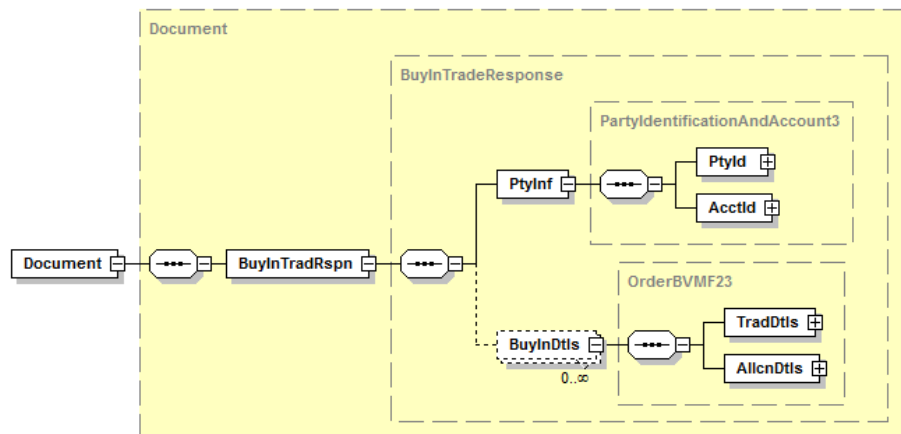 Document
BuyInTradeResponse
PartyIdentificationAndAccount3
PtyId
PtyInf
AcctId
Document
BuyInTradRspn
OrderBVMF23
TradDtls
BuyInDtls
0..∞
AllcnDtls